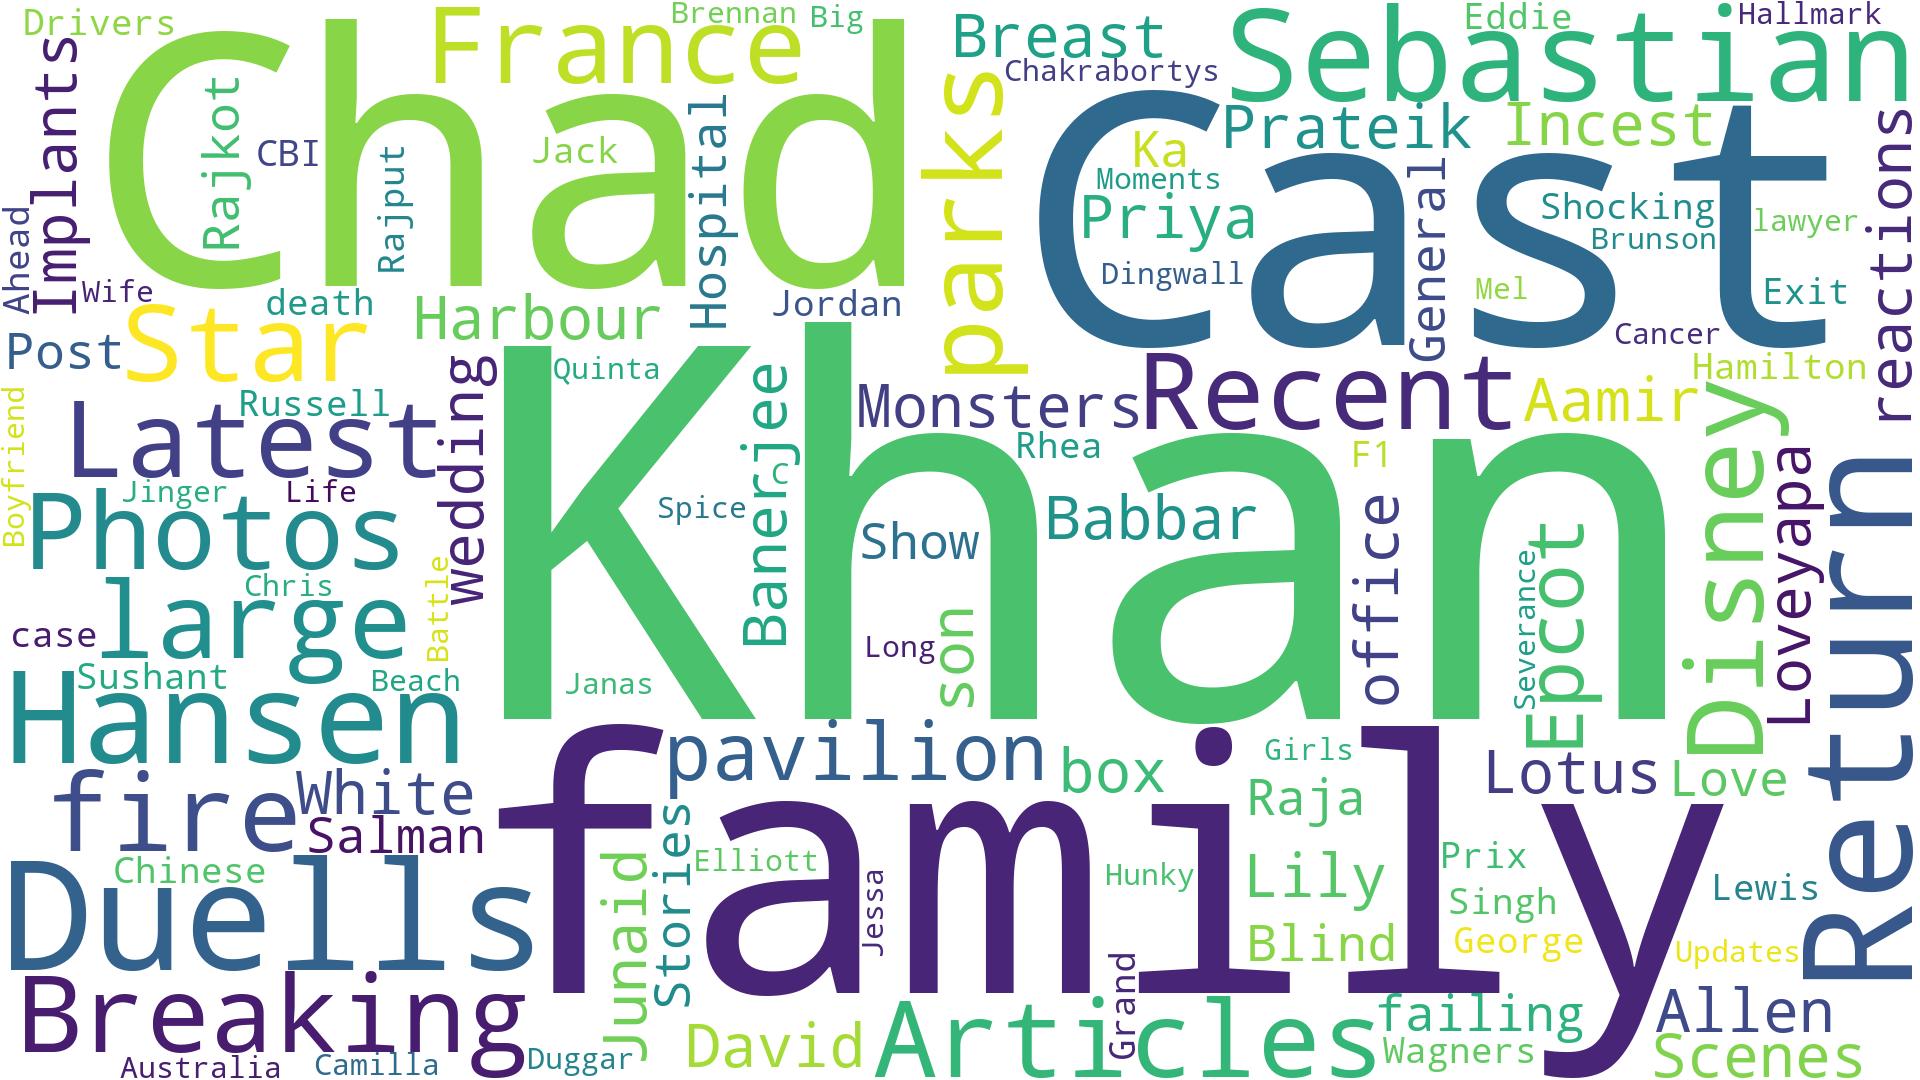 Drivers
Chad
France
Brennan
Big
Breast
Sebastian
Eddie
Hallmark
Chakrabortys
Implants
Rajkot
CBI
Rajput
Jack
Hospital
parks
Cast
Prateik
Incest
Ka
Moments
Priya
General
Shocking
Brunson
lawyer
reactions
Ahead
Wife
death
Harbour
Jordan
Dingwall
Mel
Exit
Post
Star
Cancer
Wedding
Quinta
Banerjee
Khan
Monsters
Recent
Aamir
Hamilton
Boyfriend
Latest
Russell
Rhea
F1
Disney
Loveyapa
Return
Jinger
Life
Photos
Spice
C
Show
Babbar
office
Severance
Epcot
large
Chris
Battle
case
Long
son
Sushant
Beach
Janas
Hansen
family
pavilion
box
Girls
Lotus
Love
fire
White
Raja
Salman
Stories
Junaid
Elliott
Jessa
Hunky
Lily
Prix
Chinese
Duells
Singh
Lewis
Blind
George
Updates
Breaking
Grand
David
Articles
failing
Allen
Wagners
Scenes
Australia
Camilla
Duggar